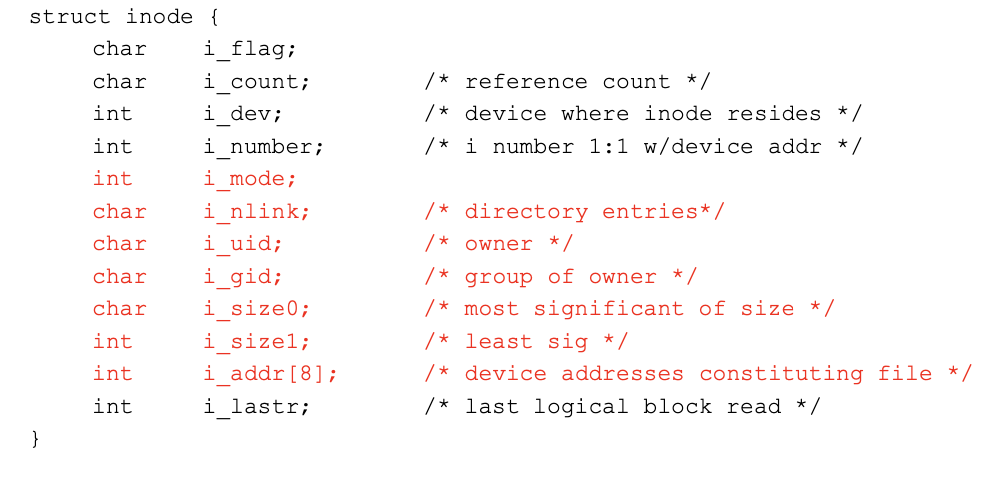 struct inode {
char i_flag;
char i_count; /* reference count */
int i_dev; /* device where inode resides */
int i_number; /* i number 1:1 w/device addr */
int i_mode;
char i_nlink; /* directory entries*/
char i_uid; /* owner */
char i_gid; /* group of owner */
char i_size0; /* most significant of size */
int i_size1; /* least sig */
int i_addr[8]; /* device addresses constituting file */
int i_lastr; /* last logical block read */
}